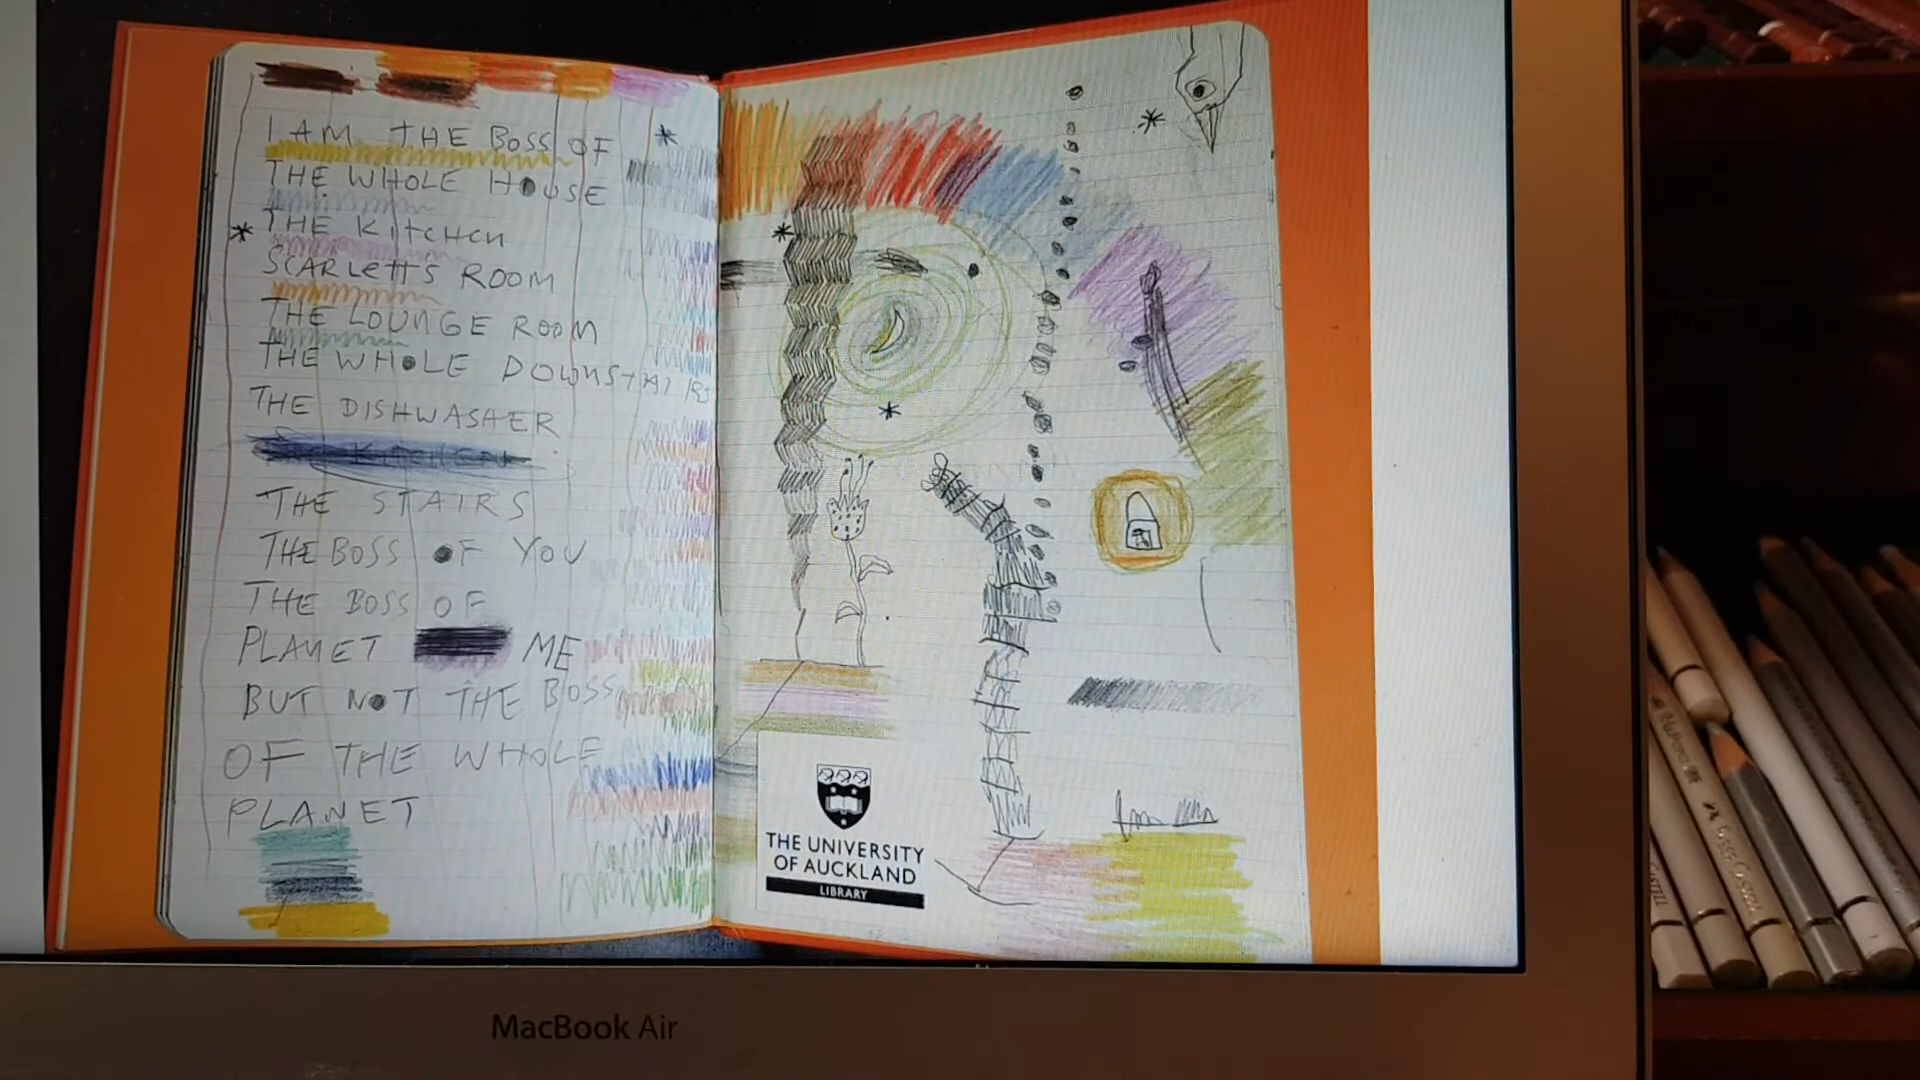 I AM THE BOSS OF
THE WHOLE HOUSE
THE KITCHEN
SCARLETTS ROOM
THE LOUNGE ROOM
THE WHOLE DOWNSTAIRS
THE DISHWASHER
THE STAIRS
THE BOSS OF YOU
THE BOSS OF
PLANET ME
BUT NOT THE BOSS
OF THE WHOLE
PLANET
THE UNIVERSITY
OF AUCKLAND
LIBRARY
MacBook Air